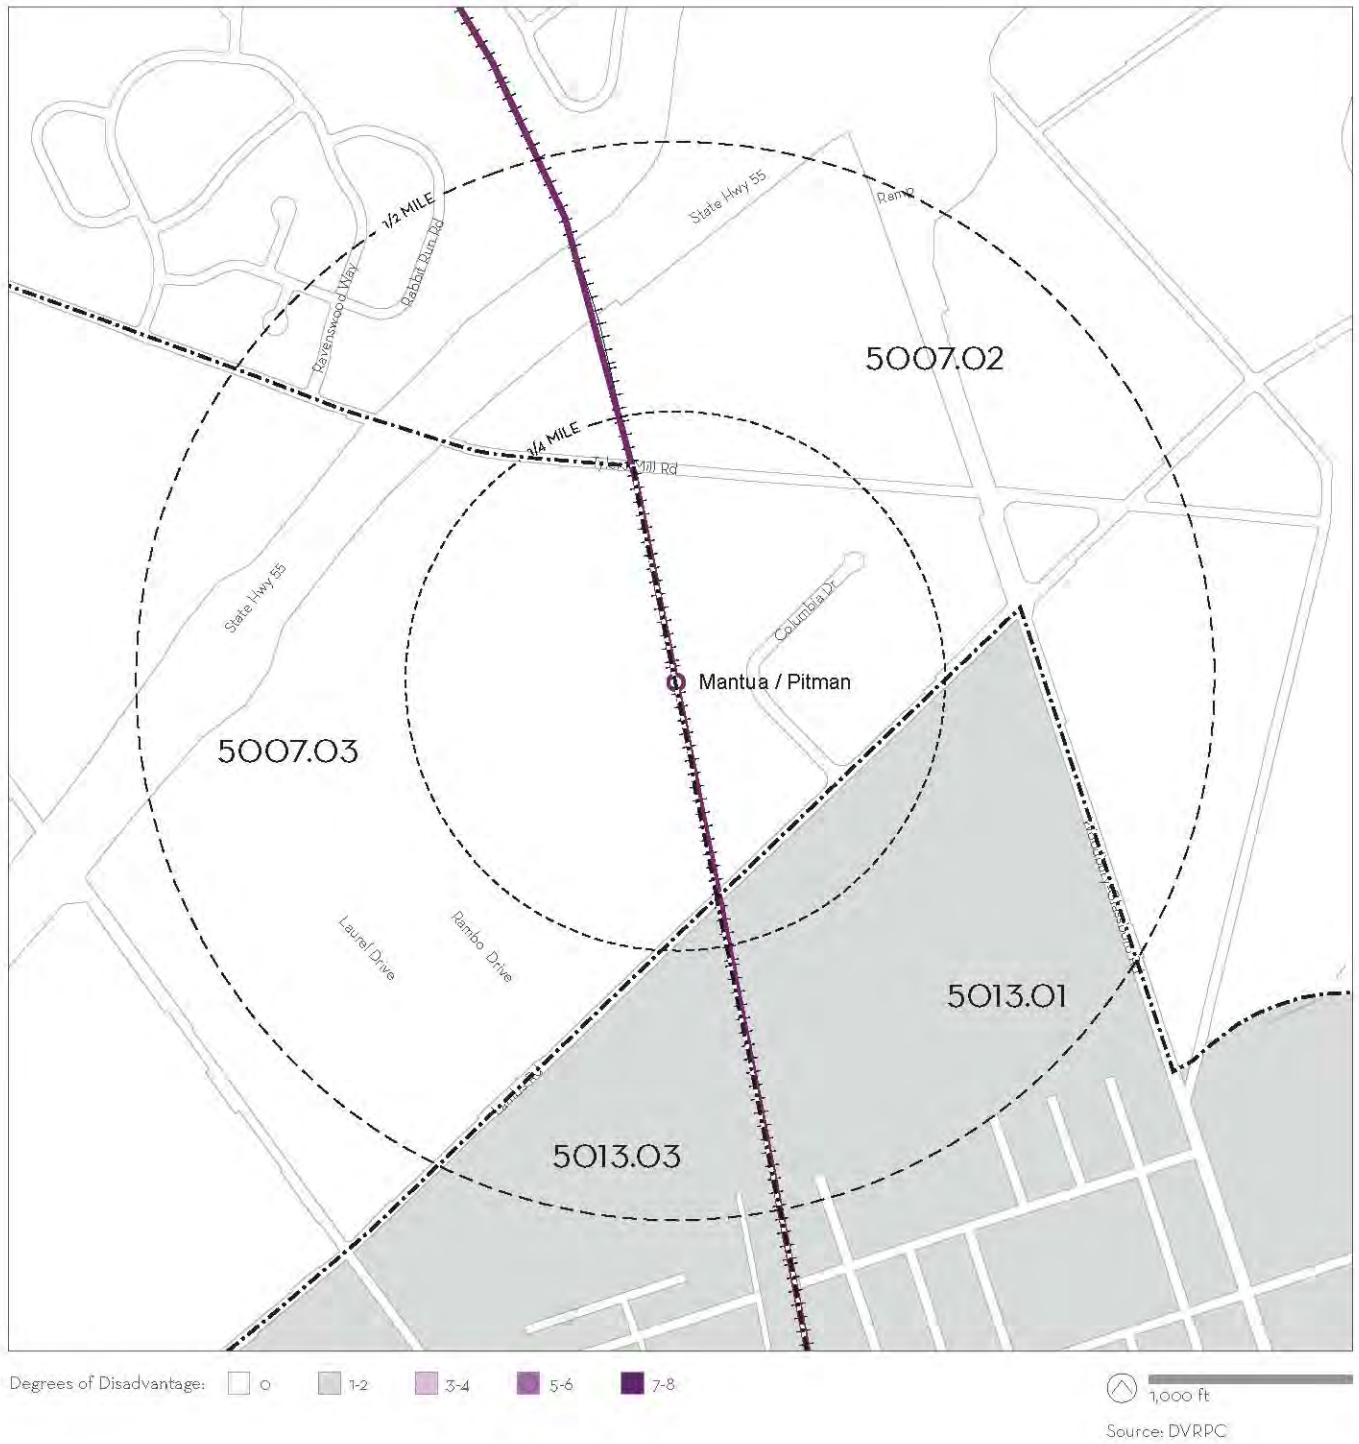 State Hwy 55
Ramp
1/2 MILE
Rabbit Run Rd
Ravenswood Way
5007.02
1/4 MILE
Mill Rd
State Hwy 55
Columbia Dr
Mantua / Pitman
5007.03
Laurel Drive
Rambo Drive
5013.01
5013.03
Degrees of Disadvantage: 0 1-2 3-4 5-6 7-8
1,000 ft
Source: DVRPC